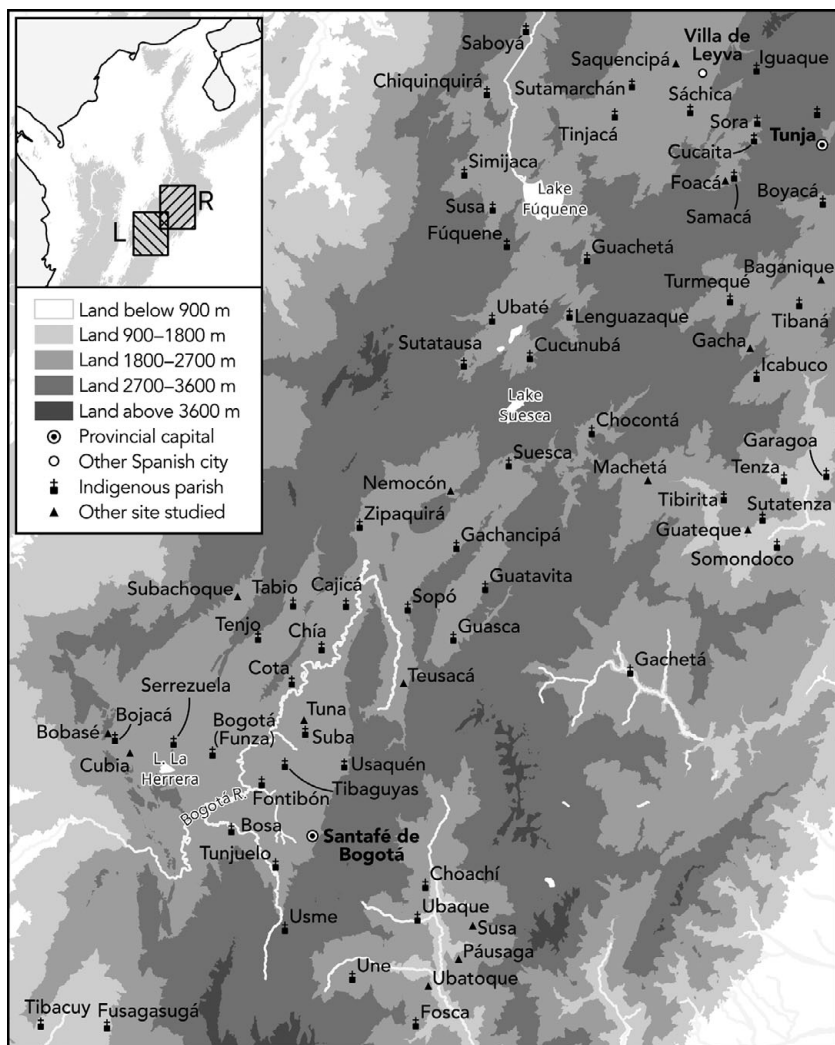 L
R
Land below 900 m
Land 900–1800 m
Land 1800–2700 m
Land 2700–3600 m
Land above 3600 m
Provincial capital
Other Spanish city
Indigenous parish
Other site studied
Saboyá
Villa de
Leyva
Saquencipá
Iguaque
Chiquinquirá
Sutamarchán
Sáchica
Tinjacá
Sora
Tunja
Cucaita
Simijaca
Foacá
Lake
Fúquene
Boyacá
Samacá
Susa
Fúquene
Guachetá
Baganique
Turmequé
Ubaté
Lenguazaque
Tibaná
Sutatausa
Cucunubá
Gacha
Icabuco
Lake
Suesca
Chocontá
Garagoa
Suesca
Machetá
Tenza
Nemocón
Tibirita
Sutatenza
Zipaquirá
Gachancipá
Guateque
Somondoco
Subachoque
Tabio
Cajicá
Guatavita
Sopó
Tenjo
Chía
Guasca
Cota
Gachetá
Serrezuela
Teusacá
Bobasé
Bojacá
Bogotá
(Funza)
Tuna
Suba
Cubia
L. La
Herrera
Usaquén
Tibaguyas
Fontibón
Bogotá R.
Bosa
Santafé de
Bogotá
Tunjuelo
Choachí
Ubaque
Usme
Susa
Páusaga
Une
Ubatoque
Tibacuy
Fusagasugá
Fosca